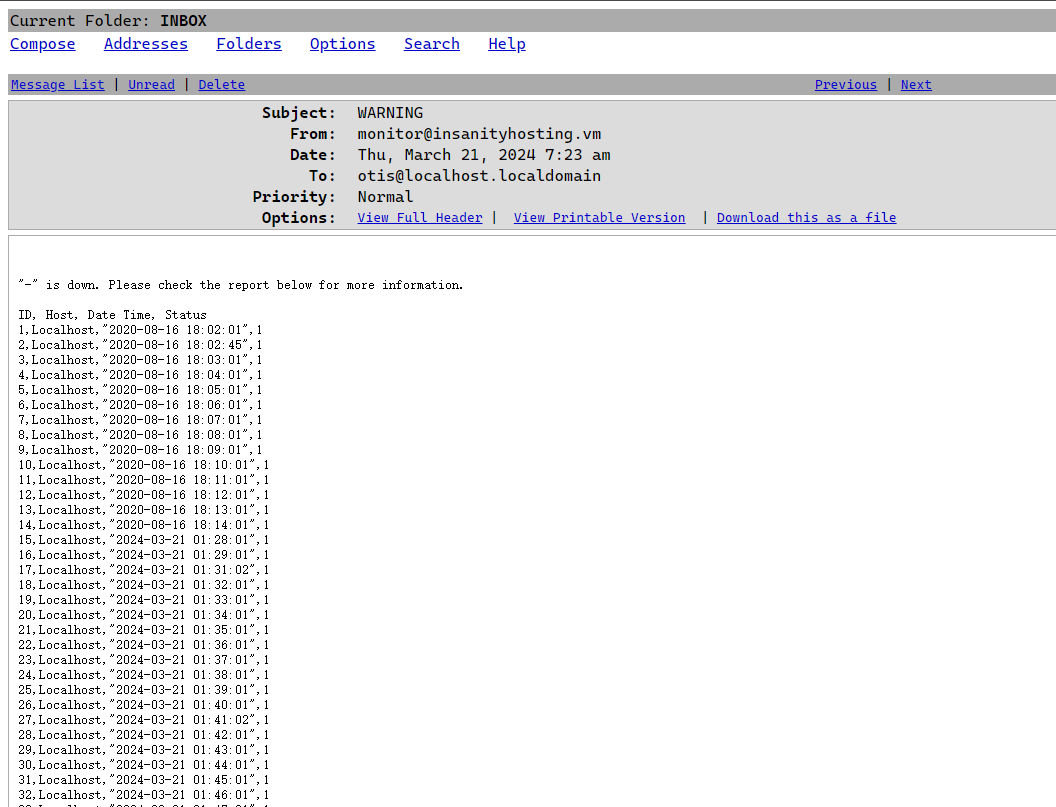 Current Folder: INBOX
Compose Addresses Folders Options Search Help
Message List | Unread | Delete Previous | Next
Subject: WARNING
From: monitor@insanityhosting.vm
Date: Thu, March 21, 2024 7:23 am
To: otis@localhost.localdomain
Priority: Normal
Options: View Full Header | View Printable Version | Download this as a file
"-" is down. Please check the report below for more information.
ID, Host, Date Time, Status
1,Localhost,"2020-08-16 18:02:01",1
2,Localhost,"2020-08-16 18:02:45",1
3,Localhost,"2020-08-16 18:03:01",1
4,Localhost,"2020-08-16 18:04:01",1
5,Localhost,"2020-08-16 18:05:01",1
6,Localhost,"2020-08-16 18:06:01",1
7,Localhost,"2020-08-16 18:07:01",1
8,Localhost,"2020-08-16 18:08:01",1
9,Localhost,"2020-08-16 18:09:01",1
10,Localhost,"2020-08-16 18:10:01",1
11,Localhost,"2020-08-16 18:11:01",1
12,Localhost,"2020-08-16 18:12:01",1
13,Localhost,"2020-08-16 18:13:01",1
14,Localhost,"2020-08-16 18:14:01",1
15,Localhost,"2024-03-21 01:28:01",1
16,Localhost,"2024-03-21 01:29:01",1
17,Localhost,"2024-03-21 01:31:02",1
18,Localhost,"2024-03-21 01:32:01",1
19,Localhost,"2024-03-21 01:33:01",1
20,Localhost,"2024-03-21 01:34:01",1
21,Localhost,"2024-03-21 01:35:01",1
22,Localhost,"2024-03-21 01:36:01",1
23,Localhost,"2024-03-21 01:37:01",1
24,Localhost,"2024-03-21 01:38:01",1
25,Localhost,"2024-03-21 01:39:01",1
26,Localhost,"2024-03-21 01:40:01",1
27,Localhost,"2024-03-21 01:41:02",1
28,Localhost,"2024-03-21 01:42:01",1
29,Localhost,"2024-03-21 01:43:01",1
30,Localhost,"2024-03-21 01:44:01",1
31,Localhost,"2024-03-21 01:45:01",1
32,Localhost,"2024-03-21 01:46:01",1